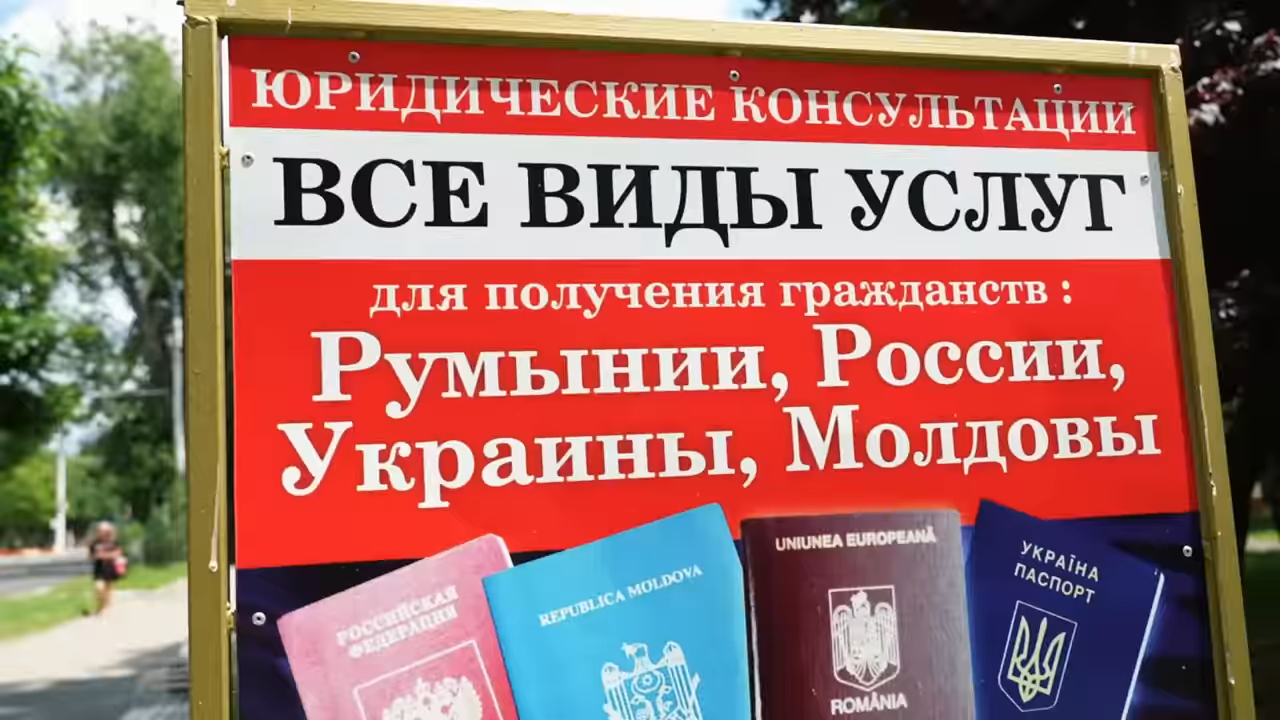 ЮРИДИЧЕСКИЕ КОНСУЛЬТАЦИИ
ВСЕ ВИДЫ УСЛУГ
для получения гражданств :
Румынии, России,
Украины, Молдовы
РОССИЙСКАЯ
ФЕДЕРАЦИЯ
REPUBLICA MOLDOVA
UNIUNEA EUROPEANĂ
ROMÂNIA
УКРАЇНА
ПАСПОРТ